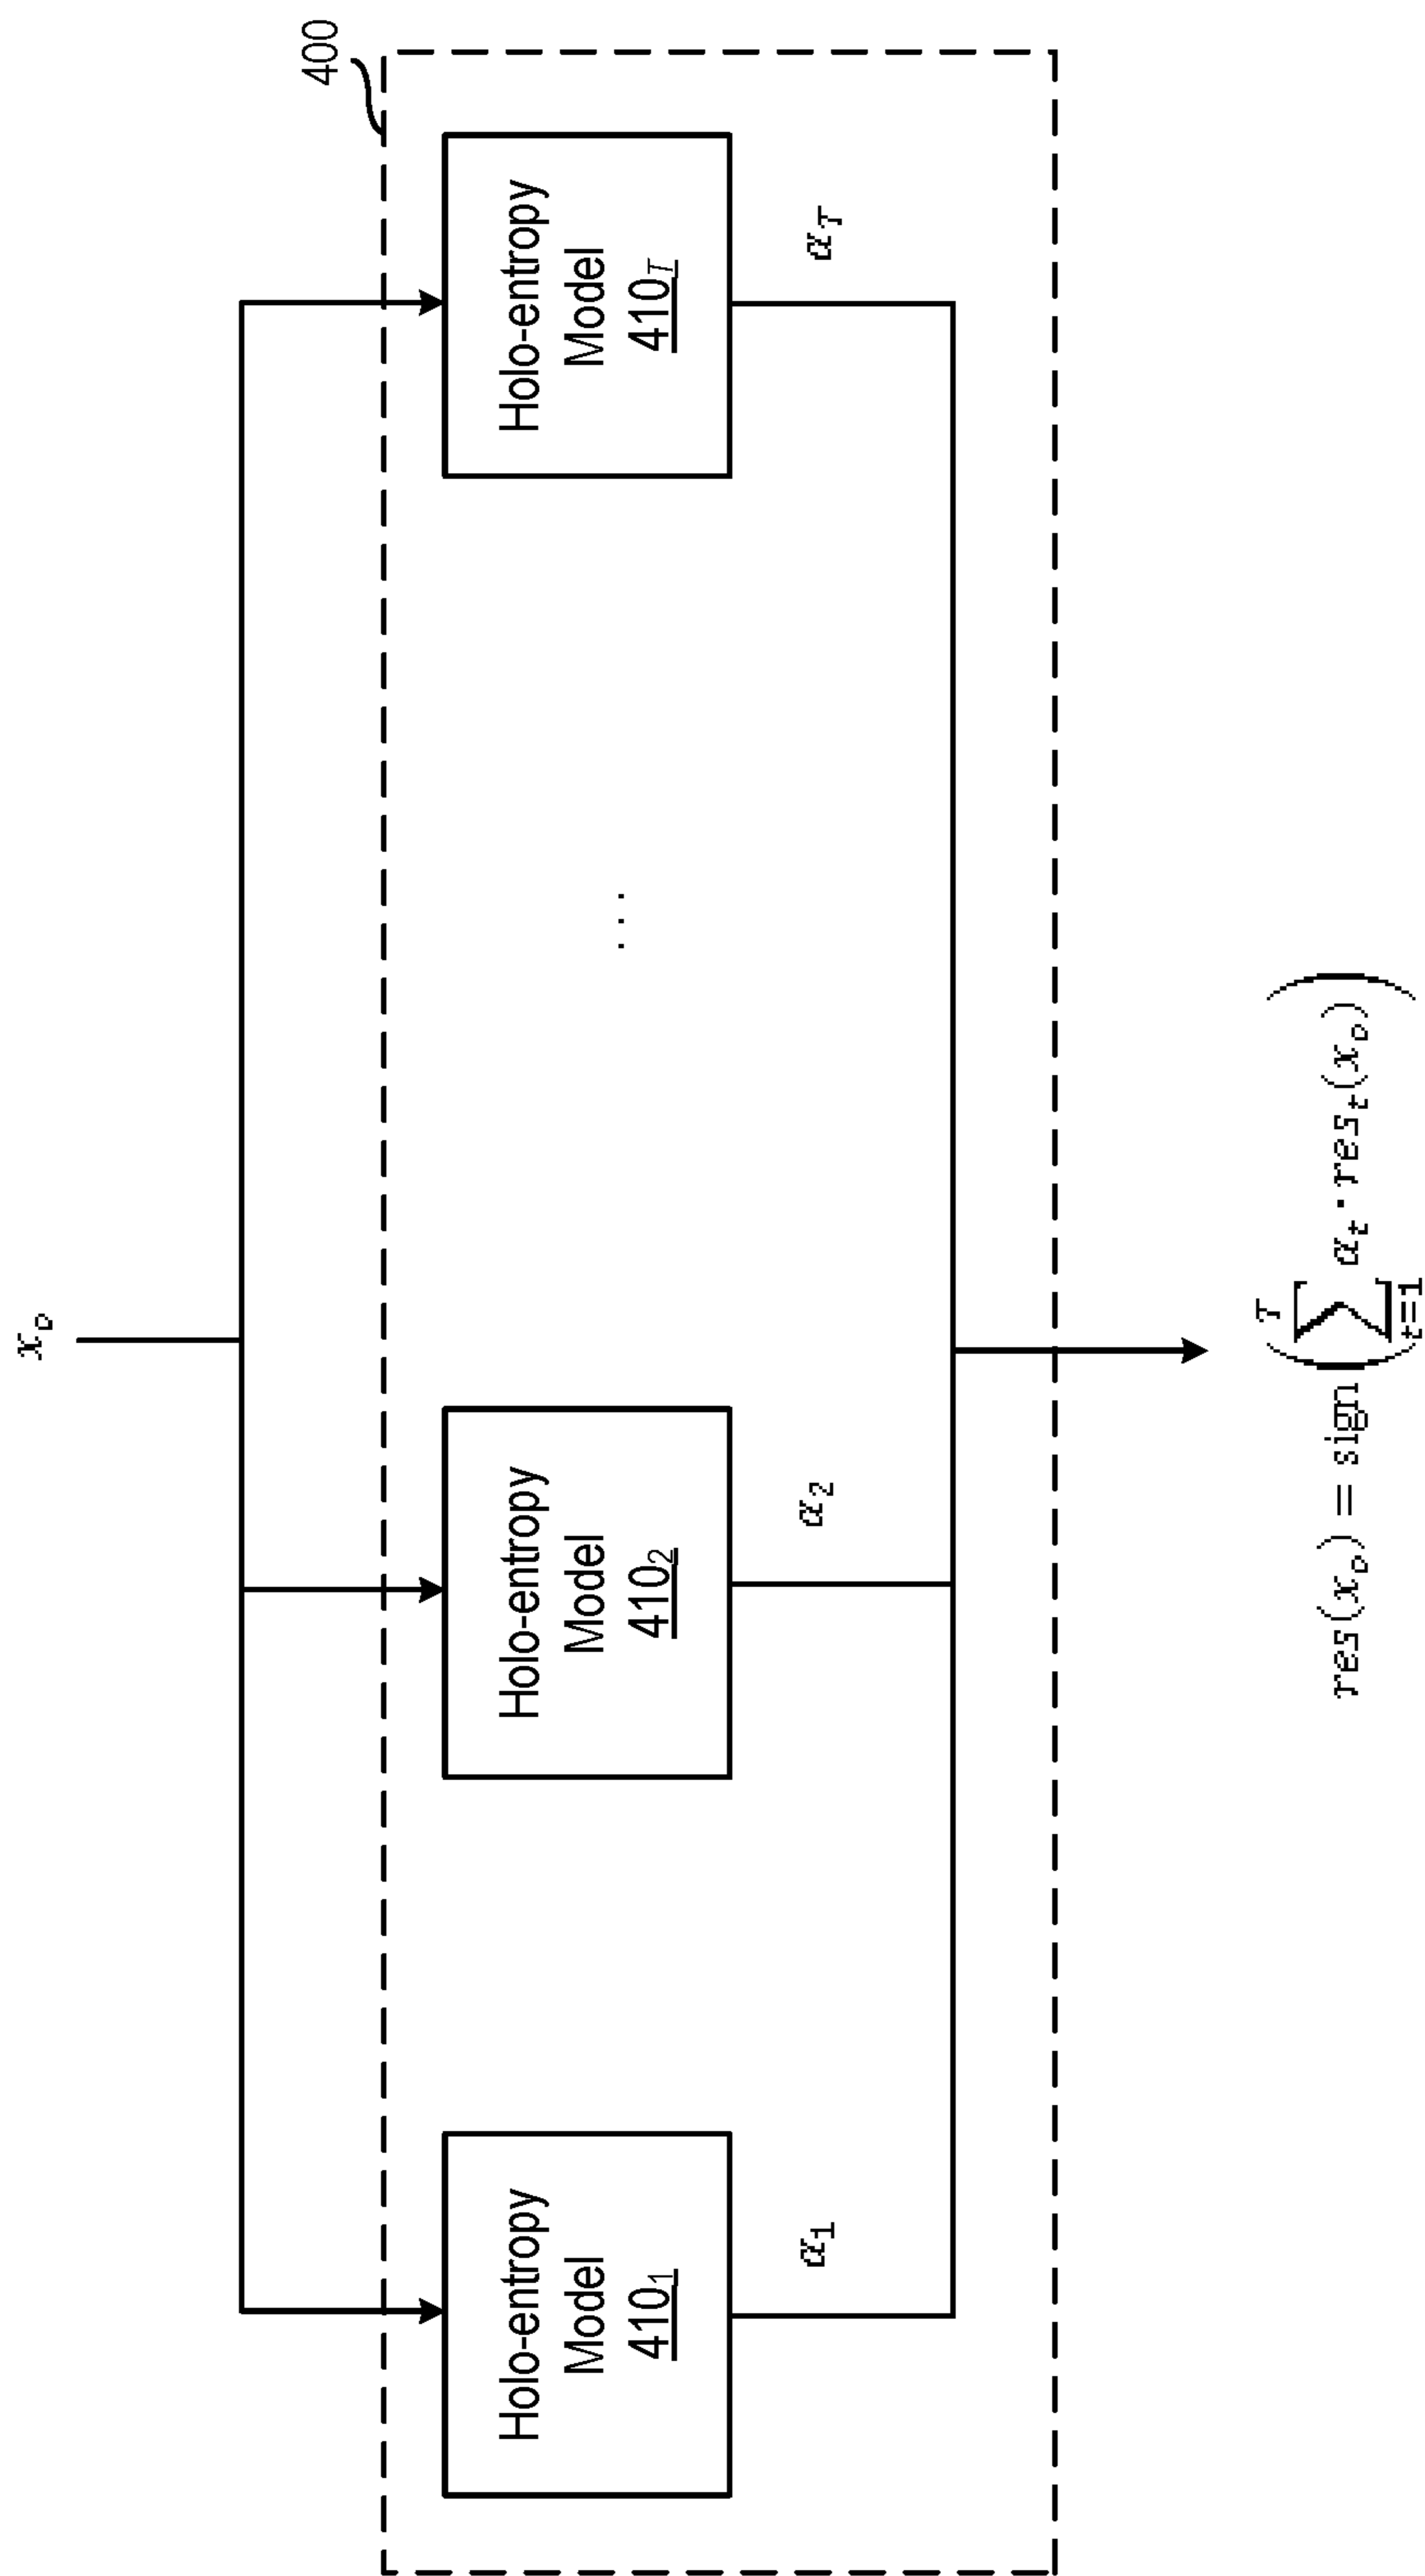 x_o
400
Holo-entropy
Model
410_1
Holo-entropy
Model
410_2
. . .
Holo-entropy
Model
410_T
α_1
α_2
α_T
res(x_o) = sign(∑_{t=1}^{T} α_t · res_t(x_o))